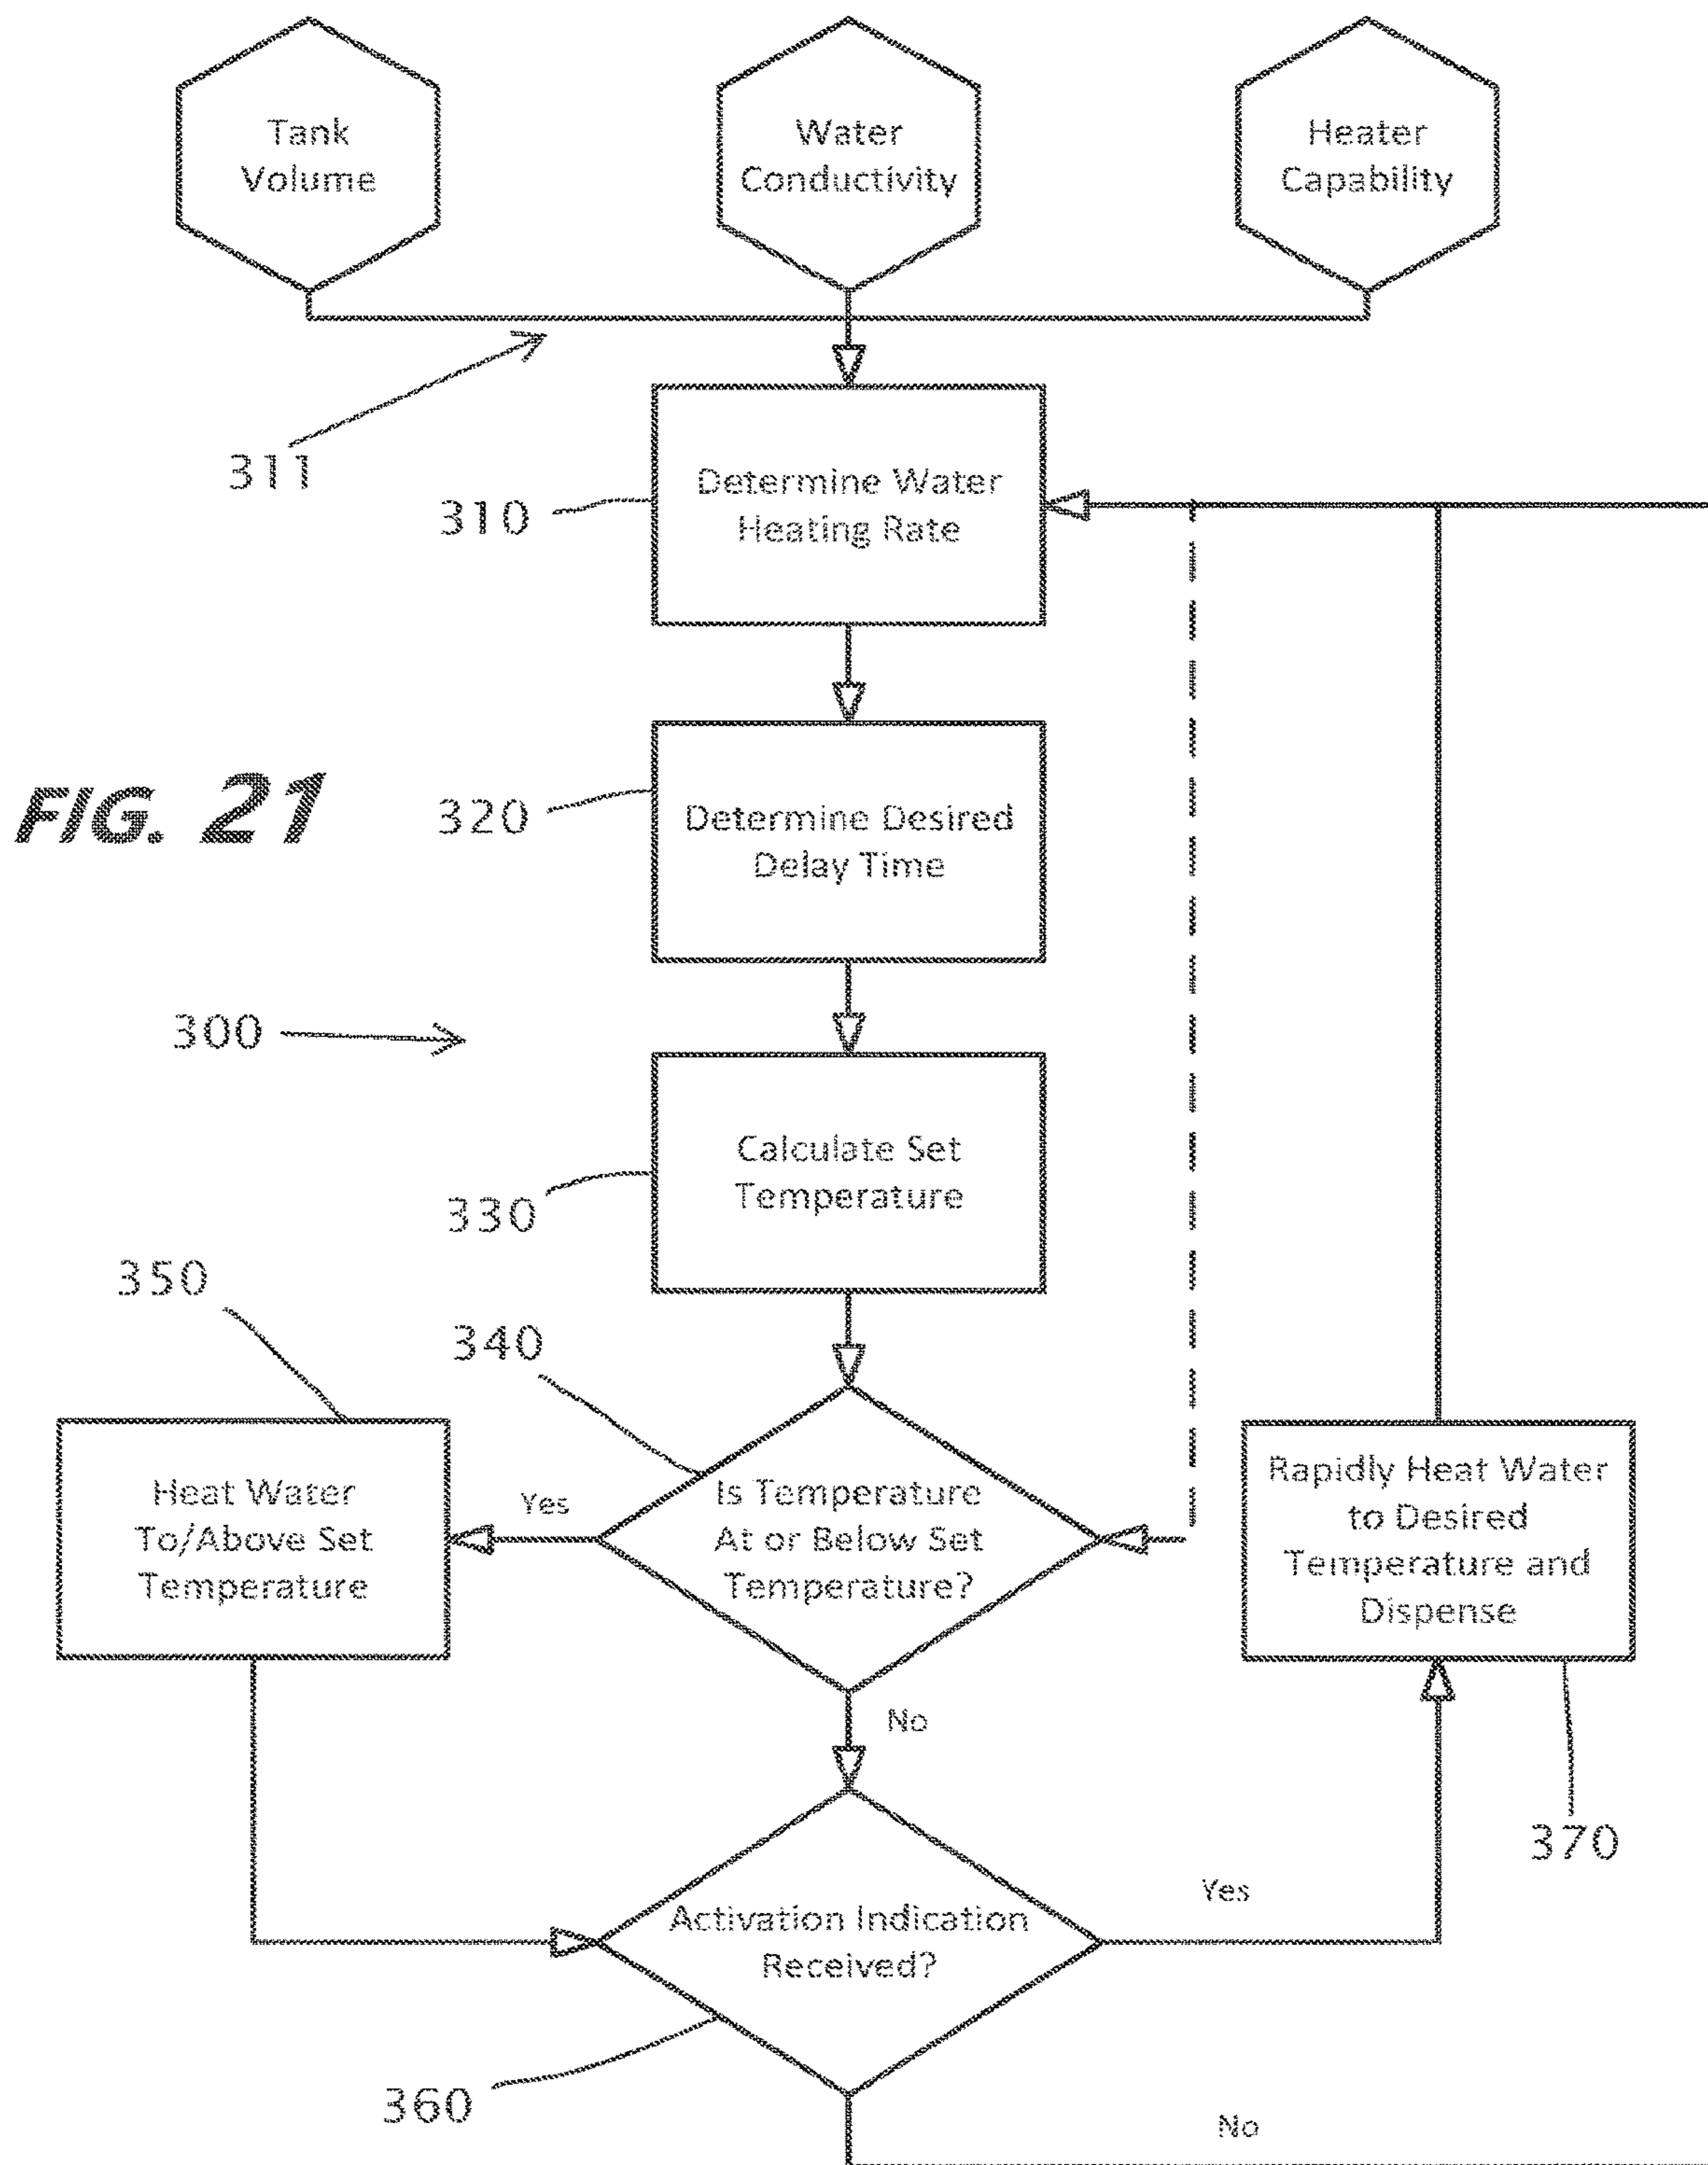 Tank
Volume
Water
Conductivity
Heater
Capability
311
310
Determine Water
Heating Rate
FIG. 21
320
Determine Desired
Delay Time
300
330
Calculate Set
Temperature
350
340
Heat Water
To/Above Set
Temperature
Yes
Is Temperature
At or Below Set
Temperature?
Rapidly Heat Water
to Desired
Temperature and
Dispense
No
370
Yes
Activation Indication
Received?
360
No